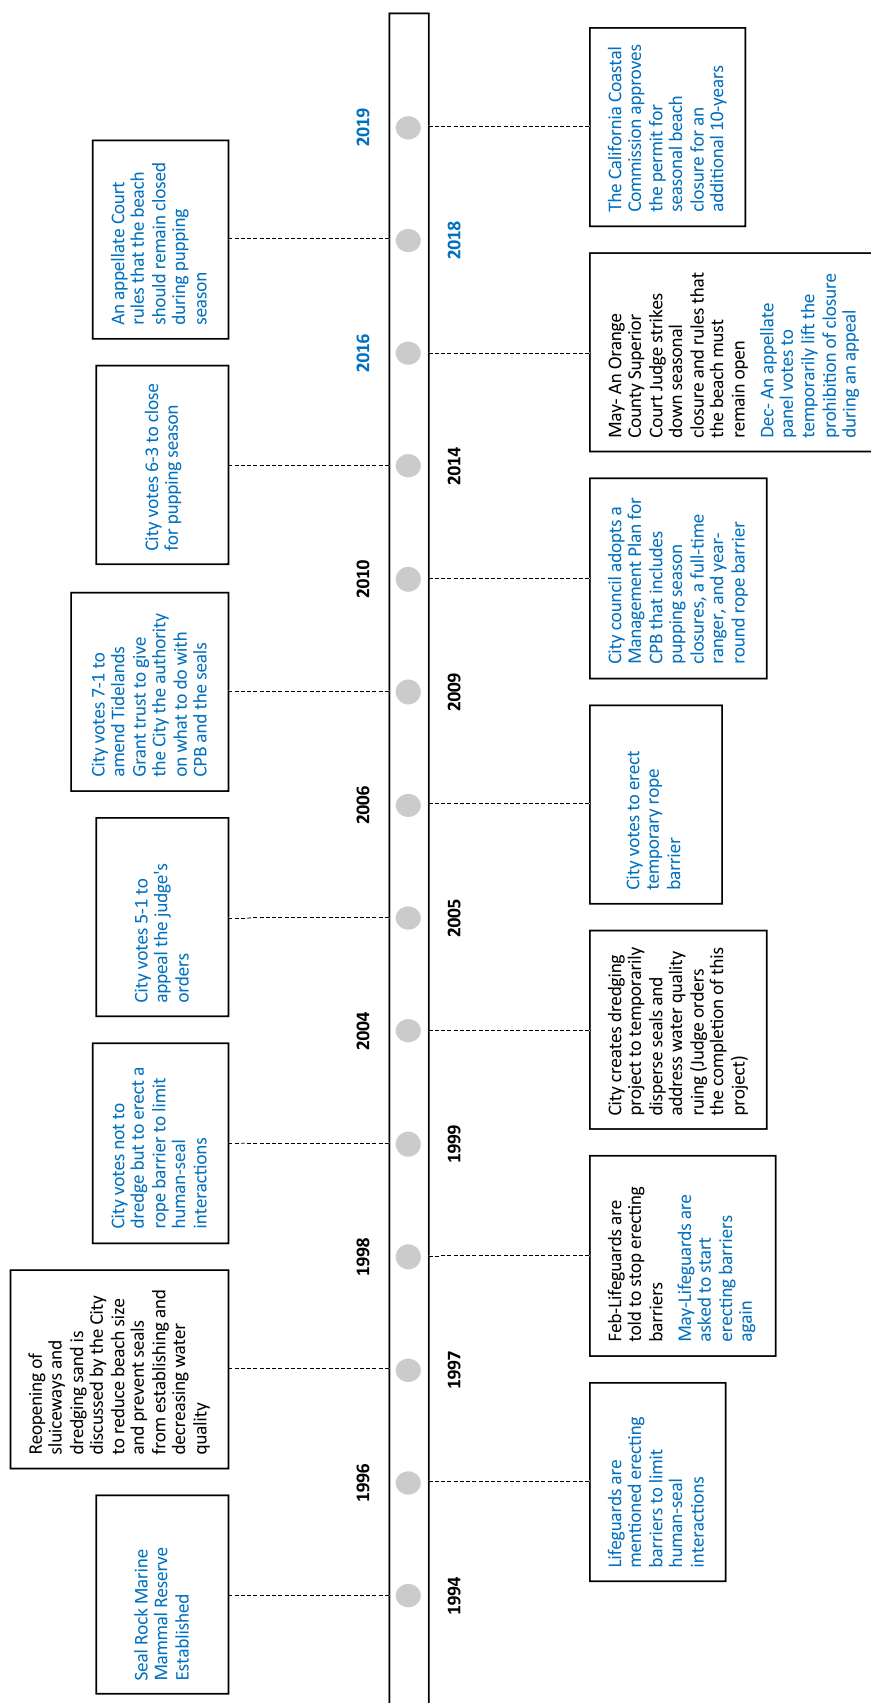 1994
Seal Rock Marine
Mammal Reserve
Established
1996
Lifeguards are
mentioned erecting
barriers to limit
human-seal
interactions
1997
Reopening of
sluiceways and
dredging sand is
discussed by the City
to reduce beach size
and prevent seals
from establishing and
decreasing water
quality
1998
Feb-Lifeguards are
told to stop erecting
barriers
May-Lifeguards are
asked to start
erecting barriers
again
1999
City votes not to
dredge but to erect a
rope barrier to limit
human-seal
interactions
2004
City creates dredging
project to temporarily
disperse seals and
address water quality
ruing (Judge orders
the completion of this
project)
2005
City votes 5-1 to
appeal the judge's
orders
2006
City votes to erect
temporary rope
barrier
2009
City votes 7-1 to
amend Tidelands
Grant trust to give
the City the authority
on what to do with
CPB and the seals
2010
City council adopts a
Management Plan for
CPB that includes
pupping season
closures, a full-time
ranger, and year-
round rope barrier
2014
City votes 6-3 to close
for pupping season
2016
May- An Orange
County Superior
Court Judge strikes
down seasonal
closure and rules that
the beach must
remain open
Dec- An appellate
panel votes to
temporarily lift the
prohibition of closure
during an appeal
2018
An appellate Court
rules that the beach
should remain closed
during pupping
season
2019
The California Coastal
Commission approves
the permit for
seasonal beach
closure for an
additional 10-years